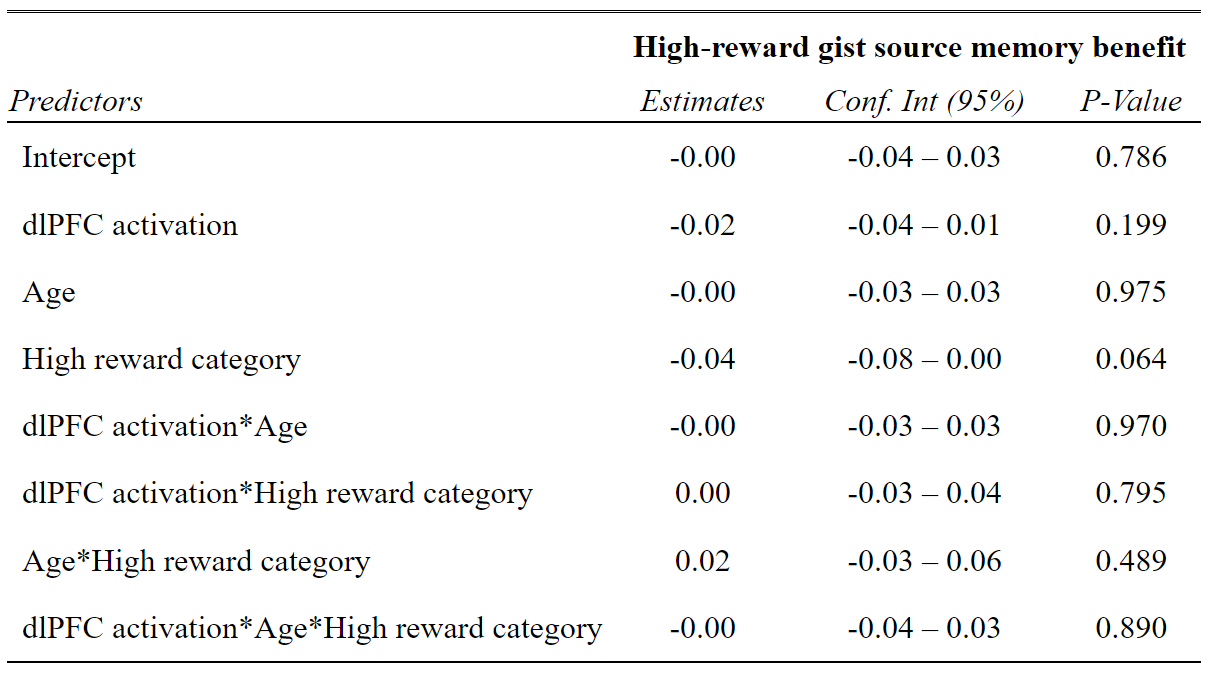 High-reward gist source memory benefit
Predictors Estimates Conf. Int (95%) P-Value
Intercept -0.00 -0.04 – 0.03 0.786
dlPFC activation -0.02 -0.04 – 0.01 0.199
Age -0.00 -0.03 – 0.03 0.975
High reward category -0.04 -0.08 – 0.00 0.064
dlPFC activation*Age -0.00 -0.03 – 0.03 0.970
dlPFC activation*High reward category 0.00 -0.03 – 0.04 0.795
Age*High reward category 0.02 -0.03 – 0.06 0.489
dlPFC activation*Age*High reward category -0.00 -0.04 – 0.03 0.890